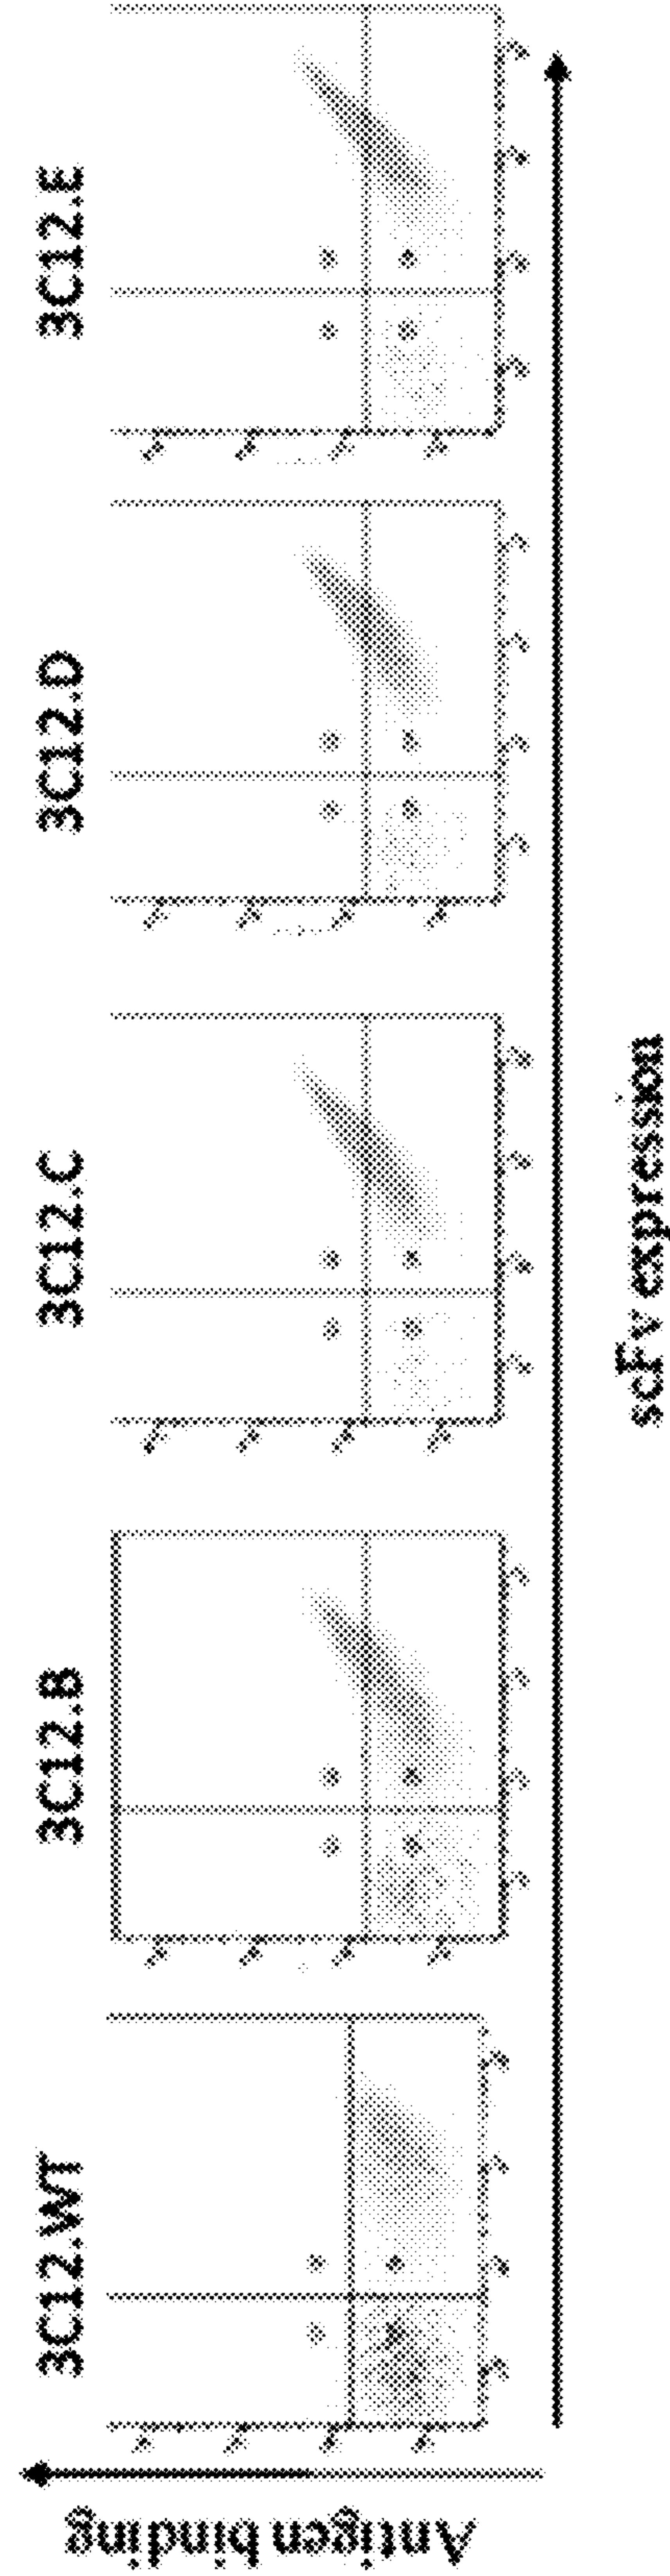 3C12.WT
3C12.B
3C12.C
3C12.D
3C12.E
Antigen binding
scFv expression